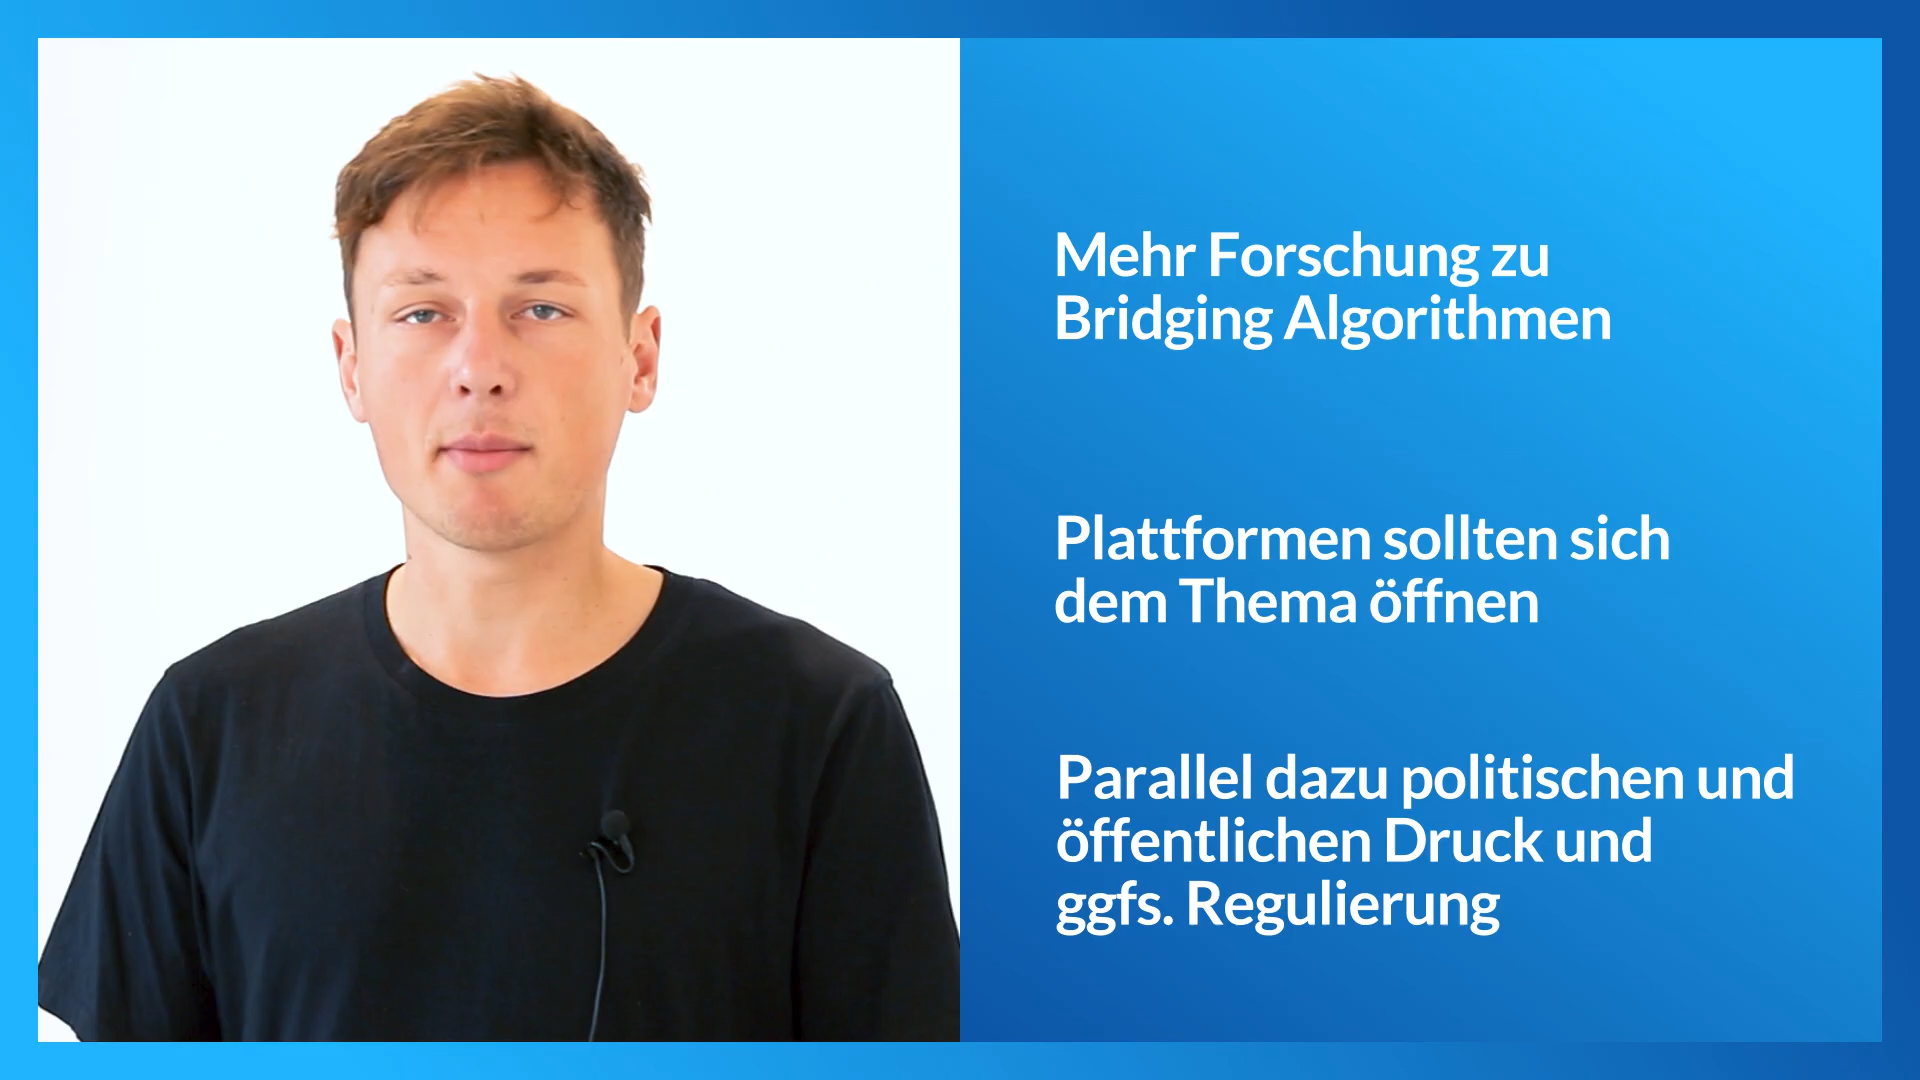 Mehr Forschung zu
Bridging Algorithmen
Plattformen sollten sich
dem Thema öffnen
Parallel dazu politischen und
öffentlichen Druck und
ggfs. Regulierung